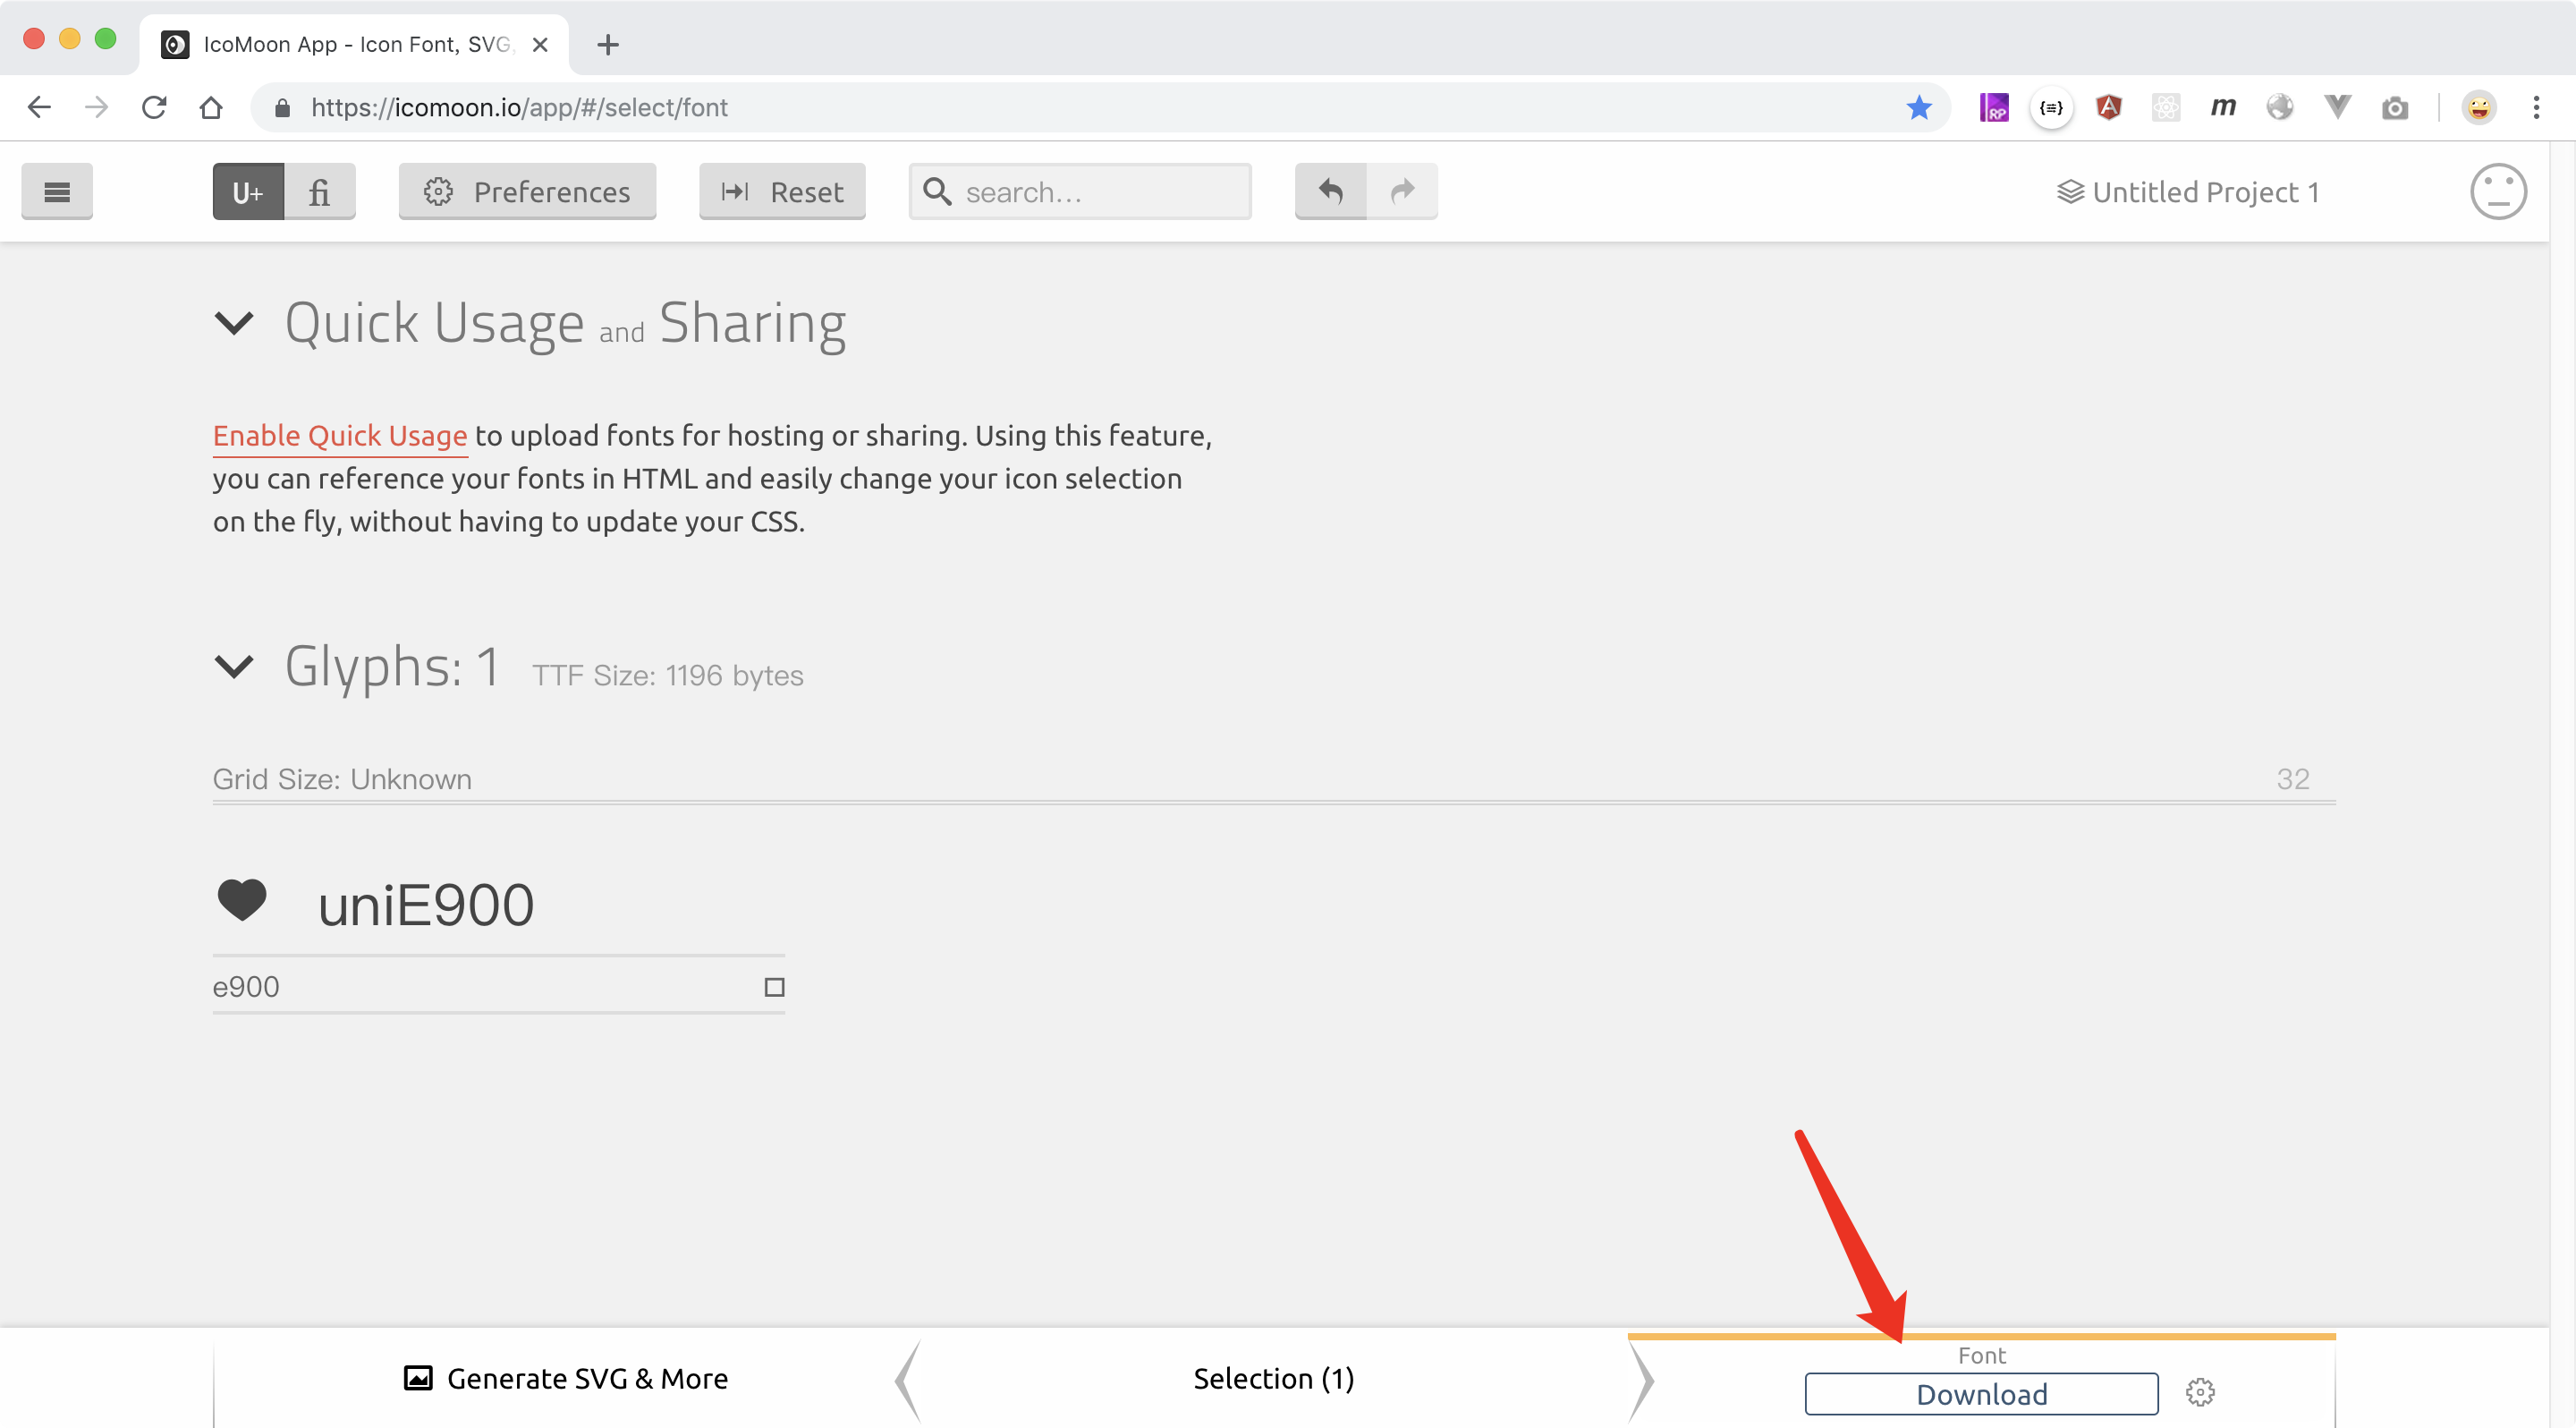 IcoMoon App - Icon Font, SVG,
https://icomoon.io/app/#/select/font
RP
m
U+
fi
Preferences
Reset
search...
Untitled Project 1
Quick Usage and Sharing
Enable Quick Usage to upload fonts for hosting or sharing. Using this feature,
you can reference your fonts in HTML and easily change your icon selection
on the fly, without having to update your CSS.
Glyphs: 1 TTF Size: 1196 bytes
Grid Size: Unknown 32
uniE900
e900
Generate SVG & More
Selection (1)
Font
Download